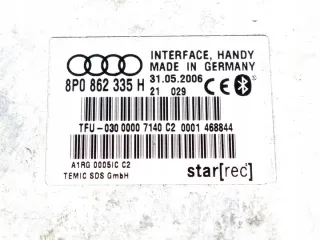 INTERFACE, HANDY
MADE IN GERMANY
8P0 862 335 H
31.05.2006
21 029
CE
TFU-030 0000 7140 C2 0001 468844
A1RG 0005IC C2
TEMIC SDS GmbH
star[rec]